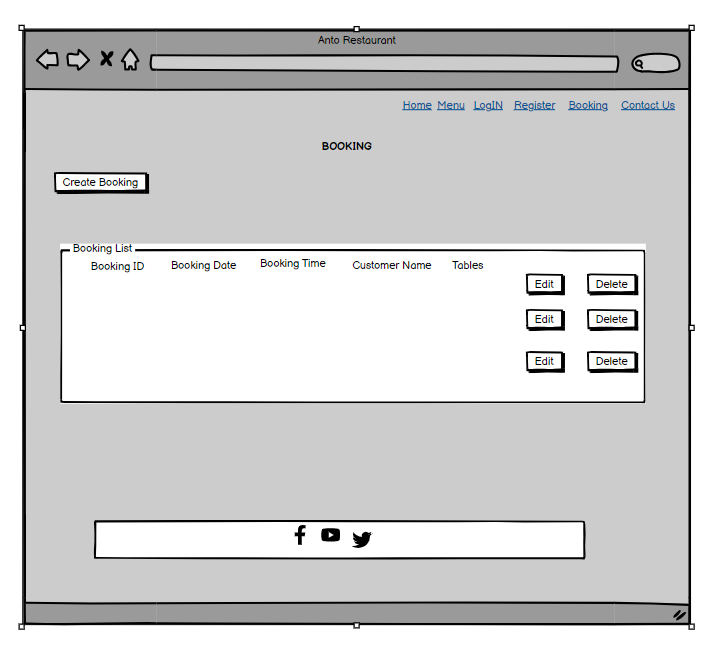 Anto Restaurant
Home Menu LogIN Register Booking Contact Us
BOOKING
Create Booking
Booking List
Booking ID Booking Date Booking Time Customer Name Tables
Edit Delete
Edit Delete
Edit Delete